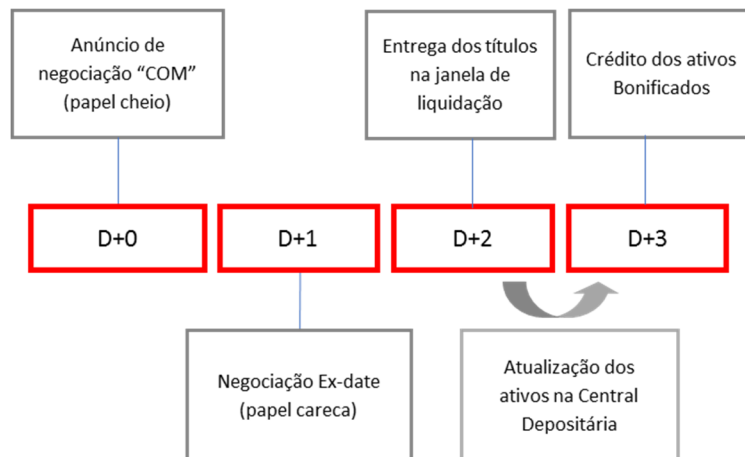 Anúncio de
negociação “COM”
(papel cheio)
Entrega dos títulos
na janela de
liquidação
Crédito dos ativos
Bonificados
D+0
D+1
D+2
D+3
Negociação Ex-date
(papel careca)
Atualização dos
ativos na Central
Depositária